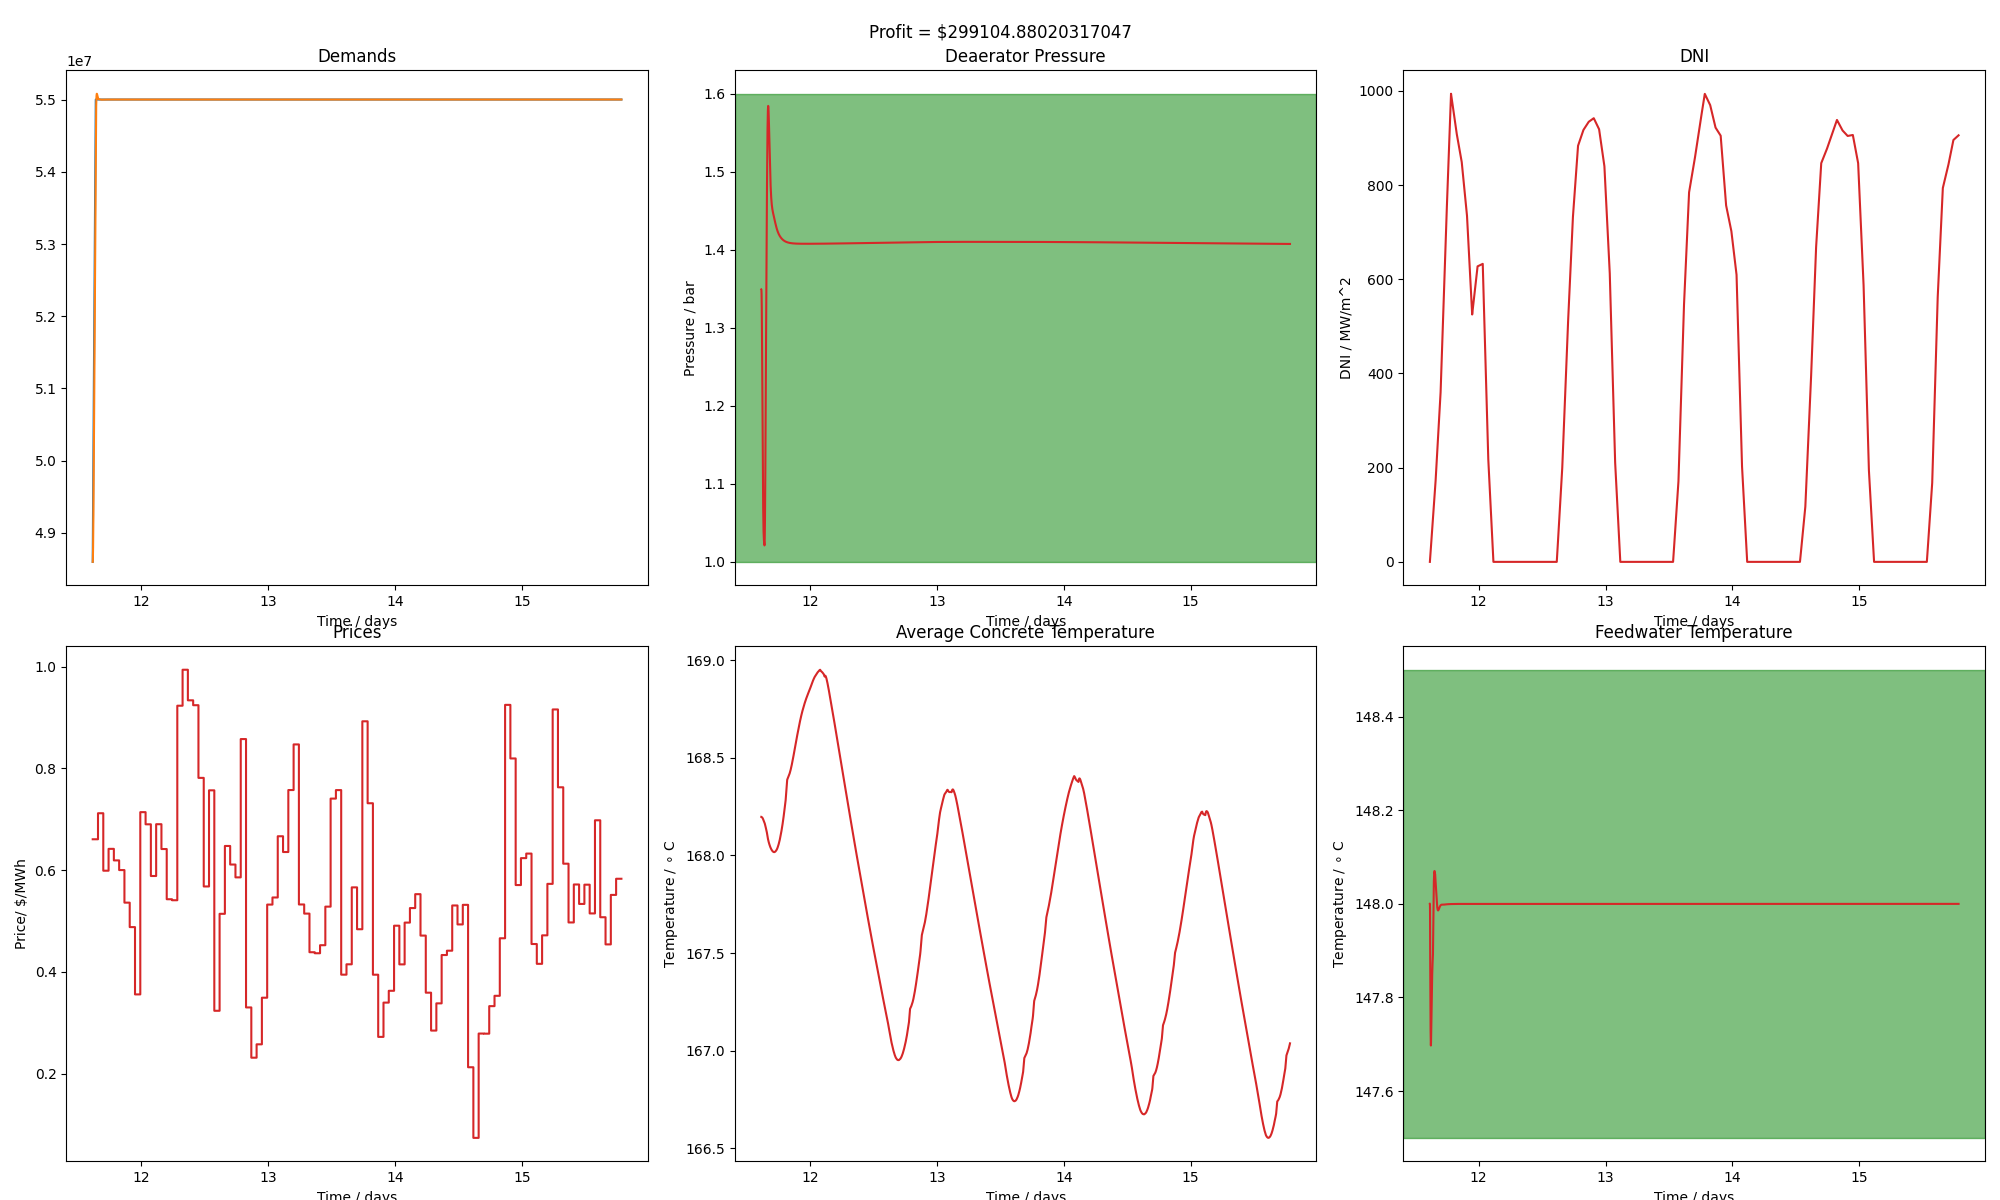 Profit = $299104.88020317047
Demands
1e7
5.5
5.4
5.3
5.2
5.1
5.0
4.9
12 13 14 15
Time / days
Deaerator Pressure
Pressure / bar
1.6
1.5
1.4
1.3
1.2
1.1
1.0
12 13 14 15
Time / days
DNI
DNI / MW/m^2
1000
800
600
400
200
0
12 13 14 15
Time / days
Prices
Price/ $/MWh
1.0
0.8
0.6
0.4
0.2
12 13 14 15
Time / days
Average Concrete Temperature
Temperature / ∘ C
169.0
168.5
168.0
167.5
167.0
166.5
12 13 14 15
Time / days
Feedwater Temperature
Temperature / ∘ C
148.4
148.2
148.0
147.8
147.6
12 13 14 15
Time / days